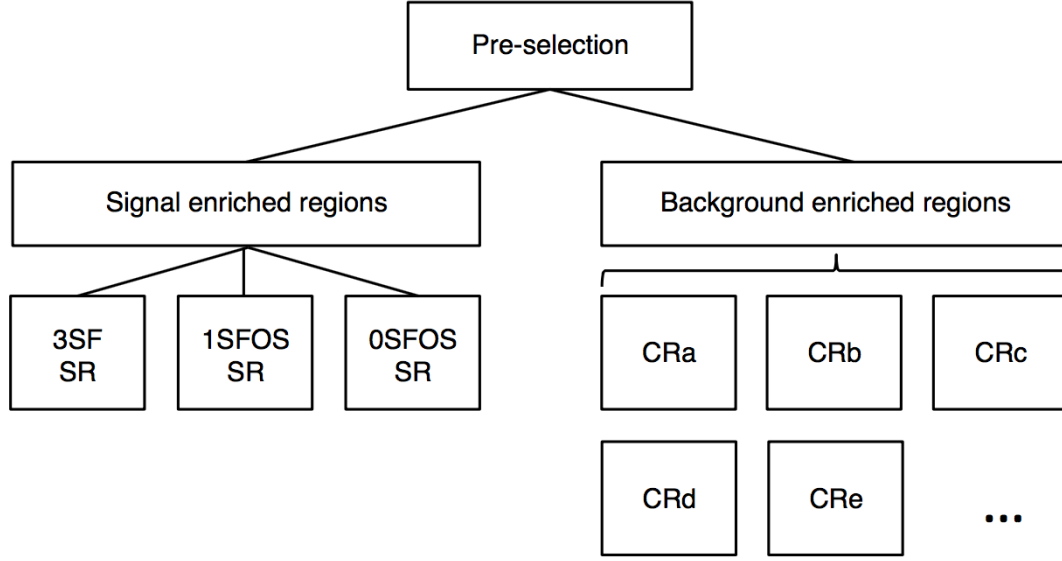 Pre-selection
Signal enriched regions
Background enriched regions
3SF
SR
1SFOS
SR
0SFOS
SR
CRa
CRb
CRc
CRd
CRe
...